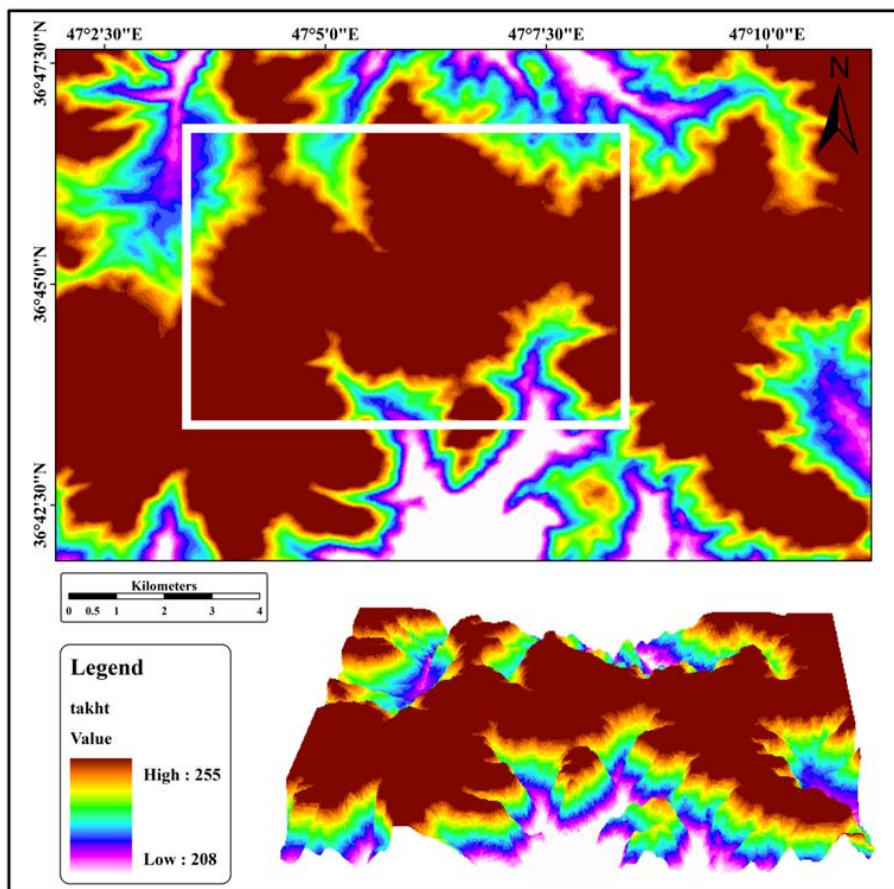 47°2'30"E 47°5'0"E 47°7'30"E 47°10'0"E
36°47'30"N
36°45'0"N
36°42'30"N
N
Kilometers
0 0.5 1 2 3 4
Legend
takht
Value
High : 255
Low : 208